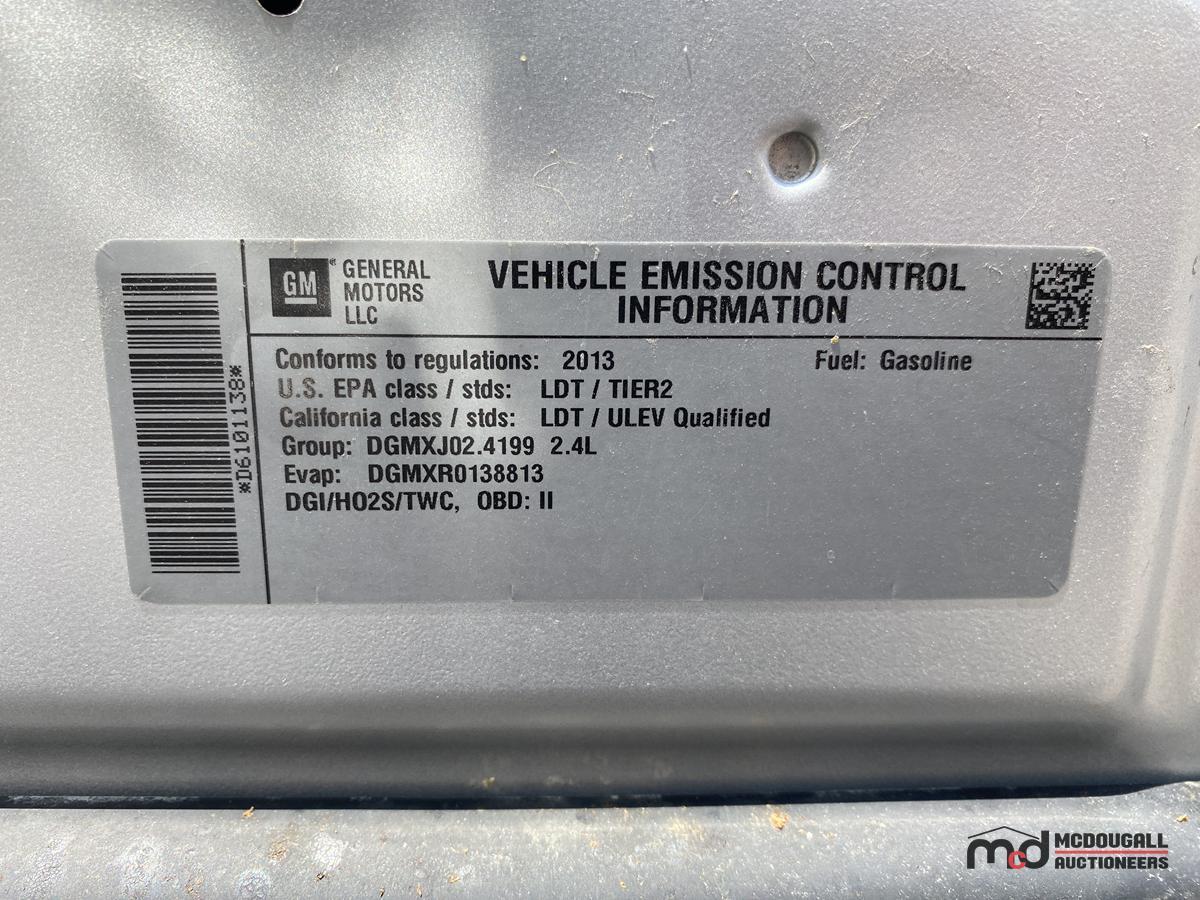 *D6101138*
GM
GENERAL
MOTORS
LLC
VEHICLE EMISSION CONTROL
INFORMATION
Conforms to regulations: 2013 Fuel: Gasoline
U.S. EPA class / stds: LDT / TIER2
California class / stds: LDT / ULEV Qualified
Group: DGMXJ02.4199 2.4L
Evap: DGMXR0138813
DGI/HO2S/TWC, OBD: II
mcd MCDOUGALL
AUCTIONEERS